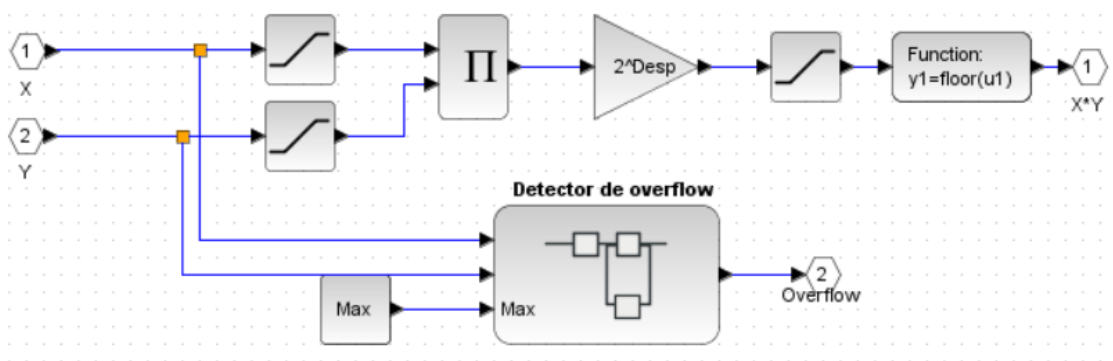 1
X
2
Y
Π
2^Desp
Function:
y1=floor(u1)
1
X*Y
Detector de overflow
Max
Max
2
Overflow